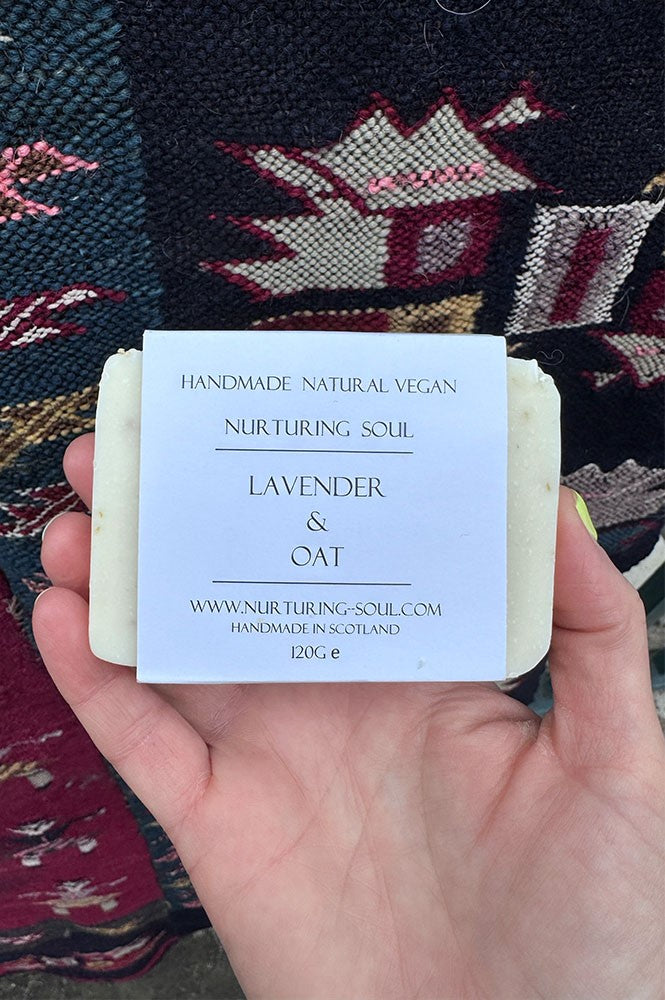 HANDMADE NATURAL VEGAN
NURTURING SOUL
LAVENDER
&
OAT
WWW.NURTURING-SOUL.COM
HANDMADE IN SCOTLAND
120G e